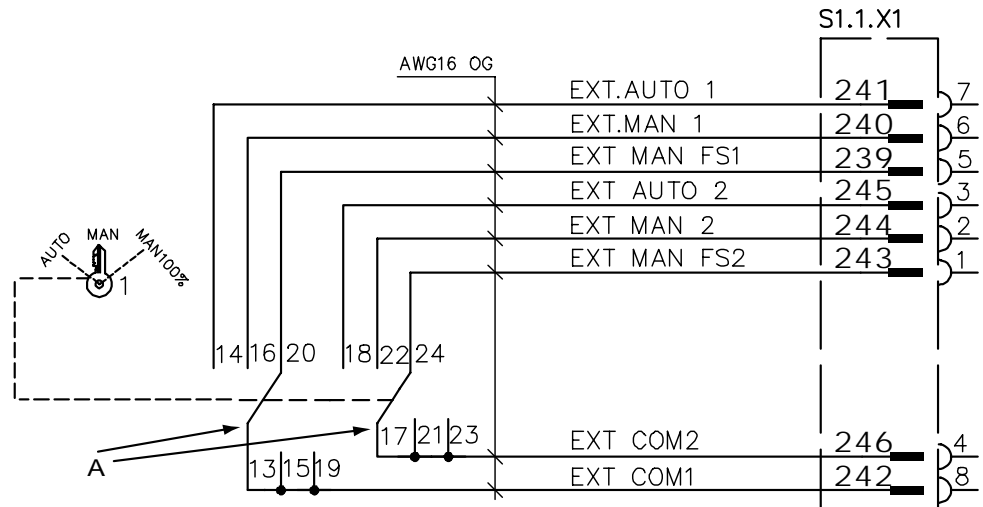 S1.1.X1
AWG16 OG
EXT.AUTO 1 241 7
EXT.MAN 1 240 6
EXT MAN FS1 239 5
EXT AUTO 2 245 3
EXT MAN 2 244 2
EXT MAN FS2 243 1
AUTO MAN MAN100%
1
14 16 20 18 22 24
17 21 23
EXT COM2 246 4
A
13 15 19
EXT COM1 242 8